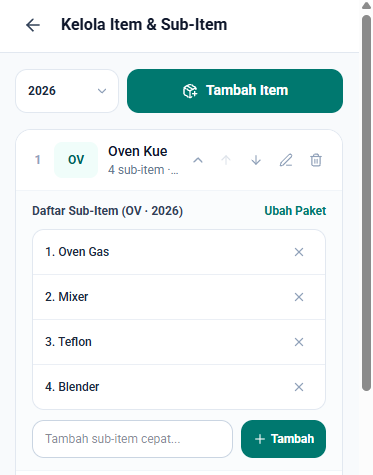 Kelola Item & Sub-Item
2026
Tambah Item
1
OV
Oven Kue
4 sub-item ·...
Daftar Sub-Item (OV · 2026)
Ubah Paket
1. Oven Gas
2. Mixer
3. Teflon
4. Blender
Tambah sub-item cepat...
+ Tambah